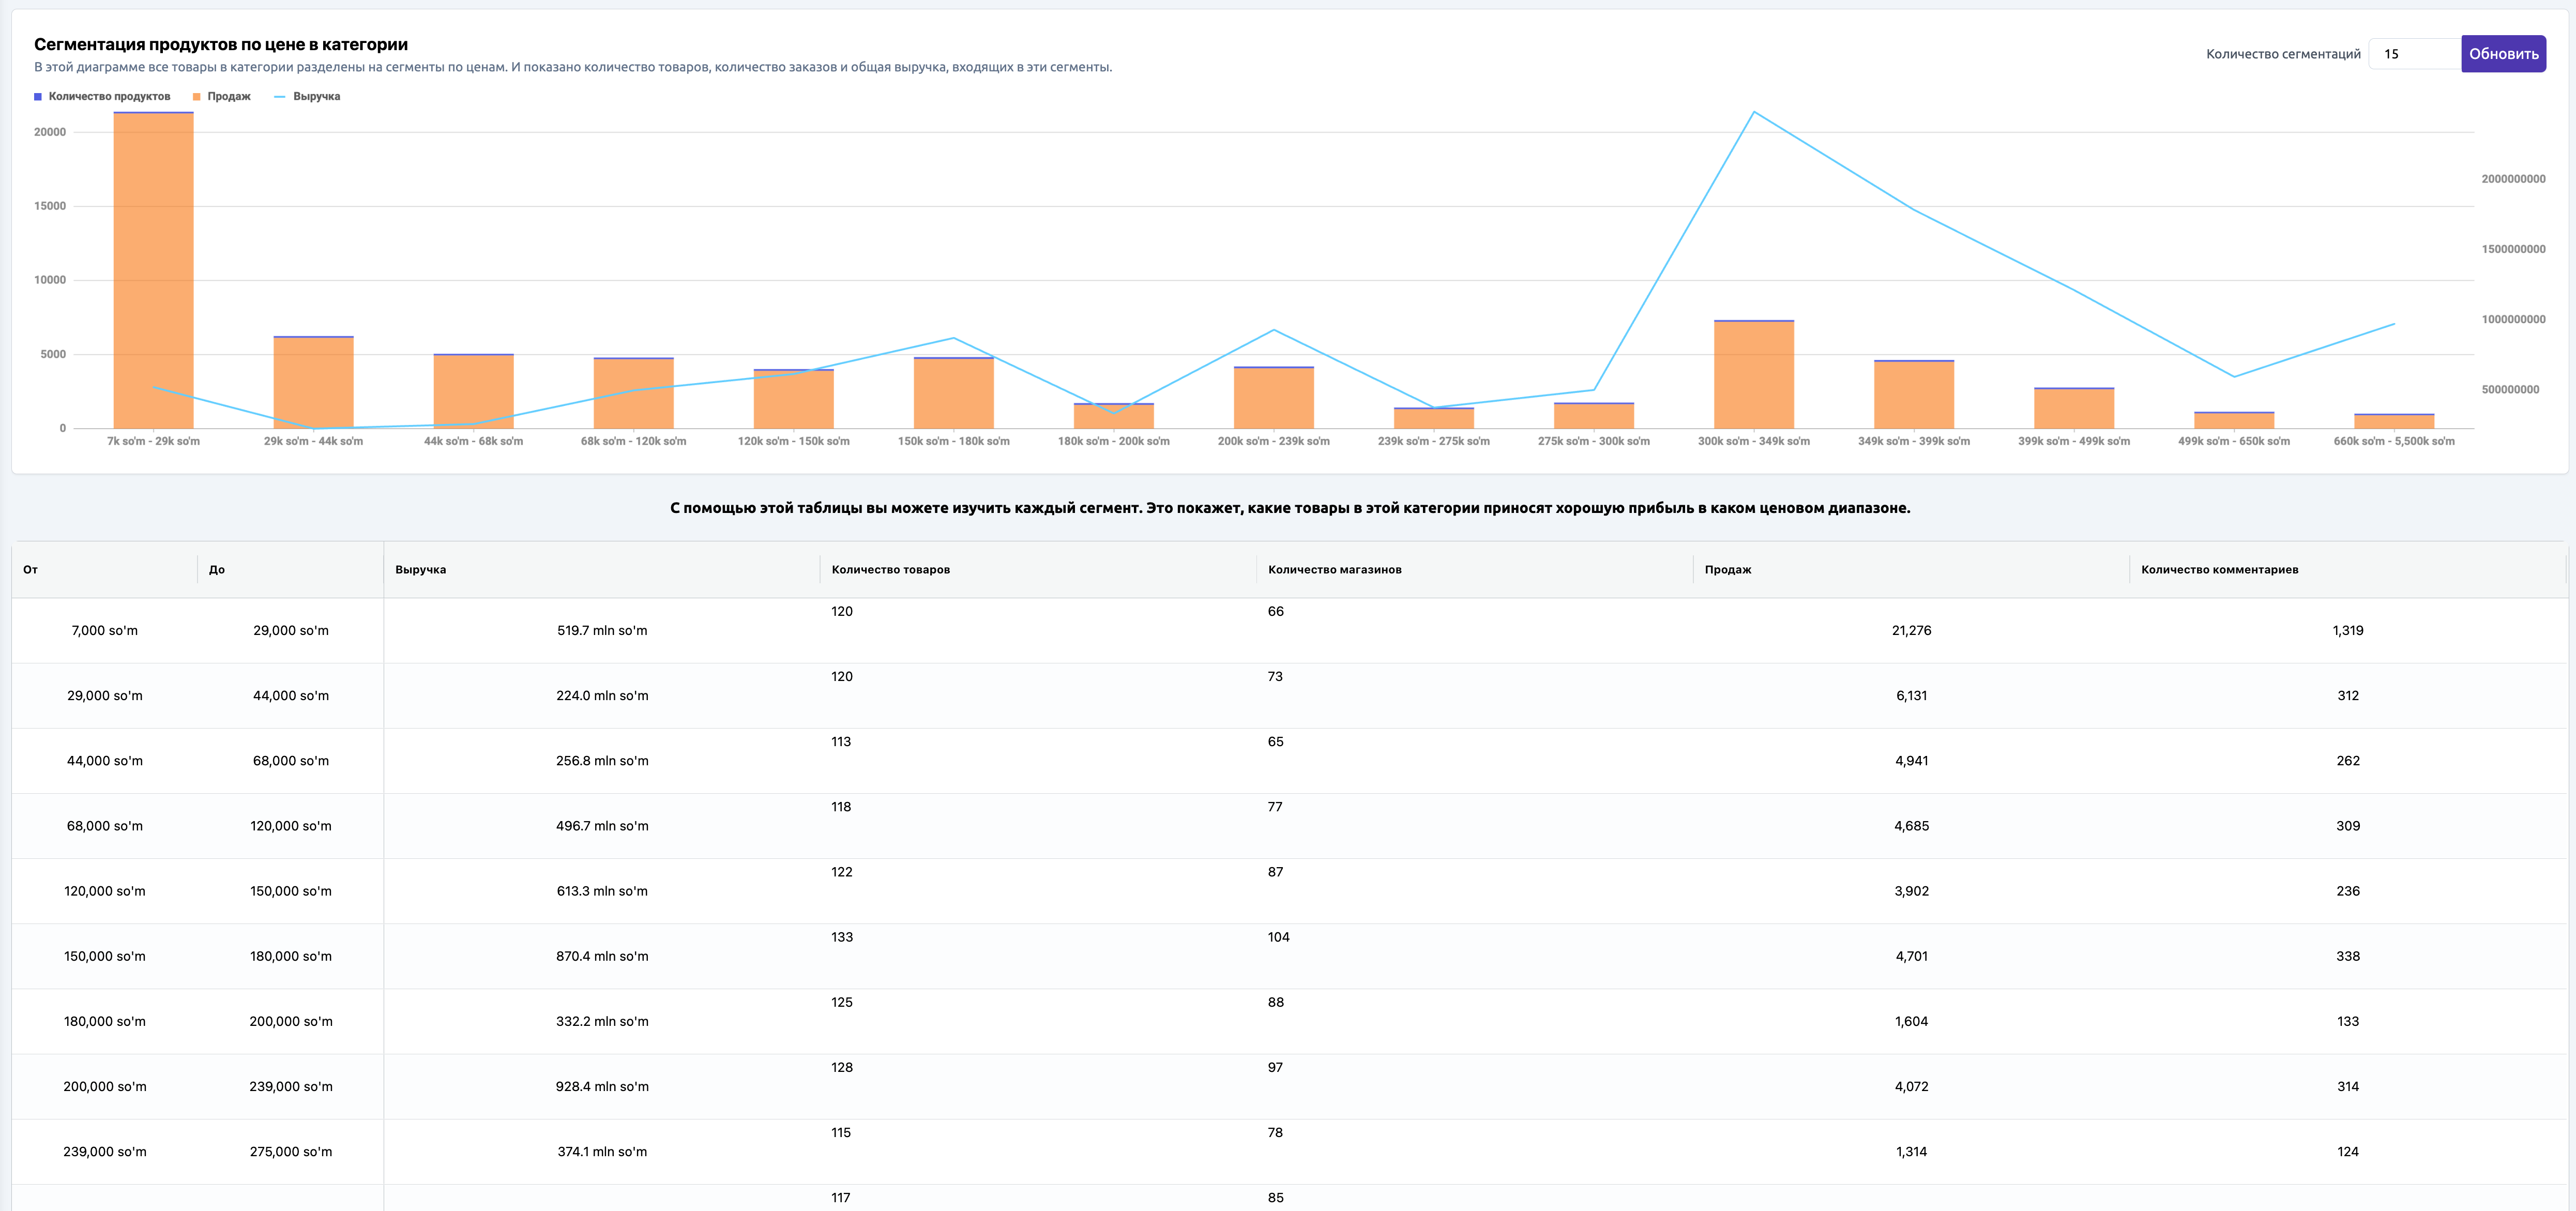 Сегментация продуктов по цене в категории
В этой диаграмме все товары в категории разделены на сегменты по ценам. И показано количество товаров, количество заказов и общая выручка, входящих в эти сегменты.
Количество сегментаций 15 Обновить
Количество продуктов Продаж Выручка
20000
15000
10000
5000
0
2000000000
1500000000
1000000000
500000000
7k so'm - 29k so'm 29k so'm - 44k so'm 44k so'm - 68k so'm 68k so'm - 120k so'm 120k so'm - 150k so'm 150k so'm - 180k so'm 180k so'm - 200k so'm 200k so'm - 239k so'm 239k so'm - 275k so'm 275k so'm - 300k so'm 300k so'm - 349k so'm 349k so'm - 399k so'm 399k so'm - 499k so'm 499k so'm - 650k so'm 660k so'm - 5,500k so'm
С помощью этой таблицы вы можете изучить каждый сегмент. Это покажет, какие товары в этой категории приносят хорошую прибыль в каком ценовом диапазоне.
От До Выручка Количество товаров Количество магазинов Продаж Количество комментариев
7,000 so'm 29,000 so'm 519.7 mln so'm 120 66 21,276 1,319
29,000 so'm 44,000 so'm 224.0 mln so'm 120 73 6,131 312
44,000 so'm 68,000 so'm 256.8 mln so'm 113 65 4,941 262
68,000 so'm 120,000 so'm 496.7 mln so'm 118 77 4,685 309
120,000 so'm 150,000 so'm 613.3 mln so'm 122 87 3,902 236
150,000 so'm 180,000 so'm 870.4 mln so'm 133 104 4,701 338
180,000 so'm 200,000 so'm 332.2 mln so'm 125 88 1,604 133
200,000 so'm 239,000 so'm 928.4 mln so'm 128 97 4,072 314
239,000 so'm 275,000 so'm 374.1 mln so'm 115 78 1,314 124
117 85